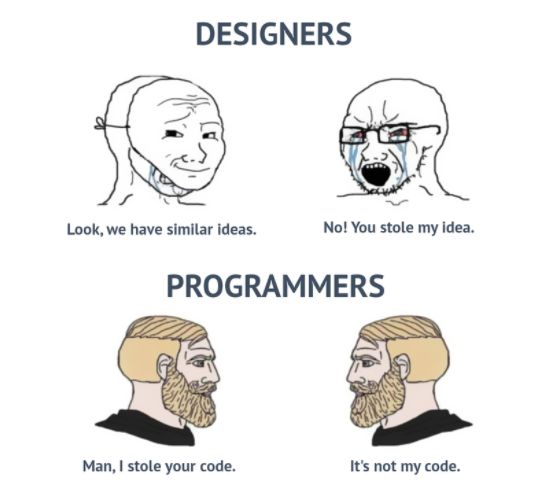 DESIGNERS
Look, we have similar ideas.
No! You stole my idea.
PROGRAMMERS
Man, I stole your code.
It's not my code.